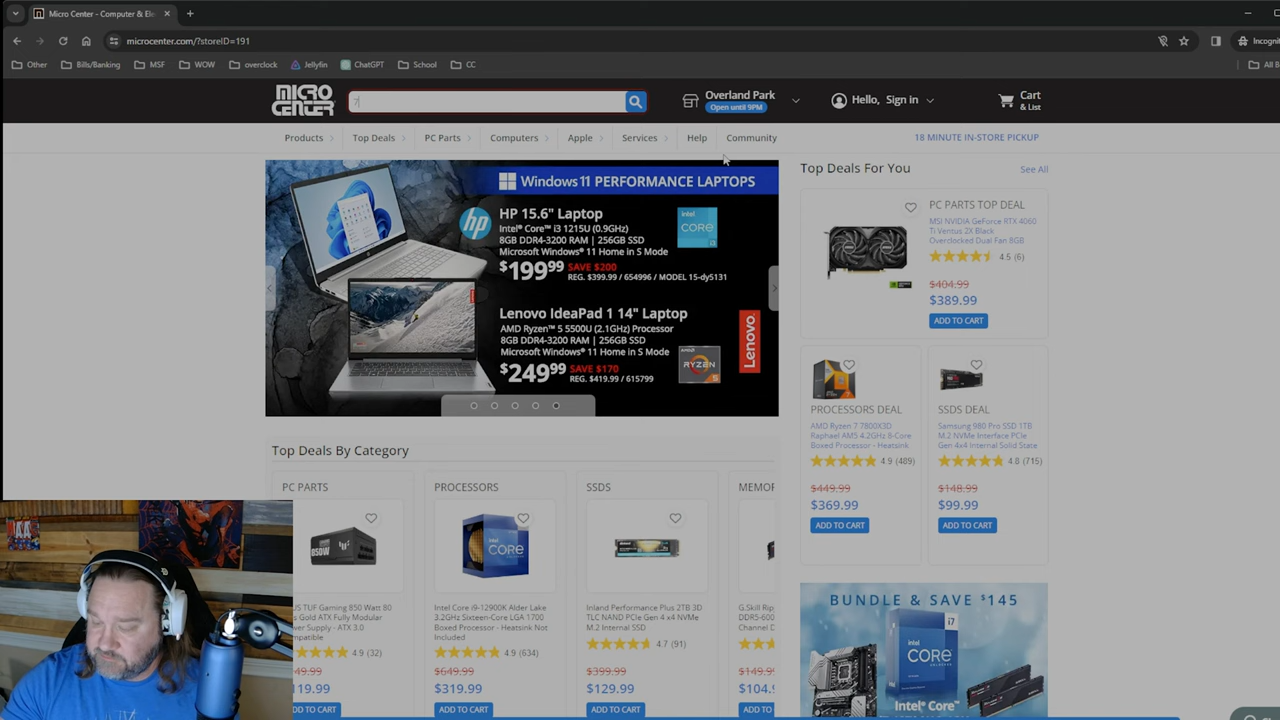 Micro Center - Computer & Ele
microcenter.com/?storeID=191
Incognit
Other
Bills/Banking
MSF
WOW
overclock
Jellyfin
ChatGPT
School
CC
All B
MICRO CENTER
7
Overland Park
Open until 9PM
Hello, Sign in
Cart
& List
Products
Top Deals
PC Parts
Computers
Apple
Services
Help
Community
18 MINUTE IN-STORE PICKUP
Windows 11 PERFORMANCE LAPTOPS
hp
HP 15.6" Laptop
Intel® Core™ i3 1215U (0.9GHz)
8GB DDR4-3200 RAM | 256GB SSD
Microsoft Windows® 11 Home in S Mode
$199⁹⁹ SAVE $200
REG. $399.99 / 654996 / MODEL 15-dy5131
intel
CORE
i3
Lenovo IdeaPad 1 14" Laptop
AMD Ryzen™ 5 5500U (2.1GHz) Processor
8GB DDR4-3200 RAM | 256GB SSD
Microsoft Windows® 11 Home in S Mode
$249⁹⁹ SAVE $170
REG. $419.99 / 615799
Lenovo
RYZEN
Top Deals For You
See All
PC PARTS TOP DEAL
MSI NVIDIA GeForce RTX 4060
Ti Ventus 2X Black
Overclocked Dual Fan 8GB
4.5 (6)
$404.99
$389.99
ADD TO CART
PROCESSORS DEAL
AMD Ryzen 7 7800X3D
Raphael AM5 4.2GHz 8-Core
Boxed Processor - Heatsink
4.9 (489)
$449.99
$369.99
ADD TO CART
SSDS DEAL
Samsung 980 Pro SSD 1TB
M.2 NVMe Interface PCIe
Gen 4x4 Internal Solid State
4.8 (715)
$148.99
$99.99
ADD TO CART
Top Deals By Category
PC PARTS
850W
US TUF Gaming 850 Watt 80
s Gold ATX Fully Modular
wer Supply - ATX 3.0
mpatible
4.9 (32)
49.99
119.99
DD TO CART
PROCESSORS
CORE
Intel Core i9-12900K Alder Lake
3.2GHz Sixteen-Core LGA 1700
Boxed Processor - Heatsink Not
Included
4.9 (634)
$649.99
$319.99
ADD TO CART
SSDS
Inland Performance Plus 2TB 3D
TLC NAND PCIe Gen 4 x4 NVMe
M.2 Internal SSD
4.7 (91)
$399.99
$129.99
ADD TO CART
MEMOR
G.Skill Rip
DDR5-600
Channel D
$104.9
ADD TO
BUNDLE & SAVE $145
CORE
i7
Intel® Core